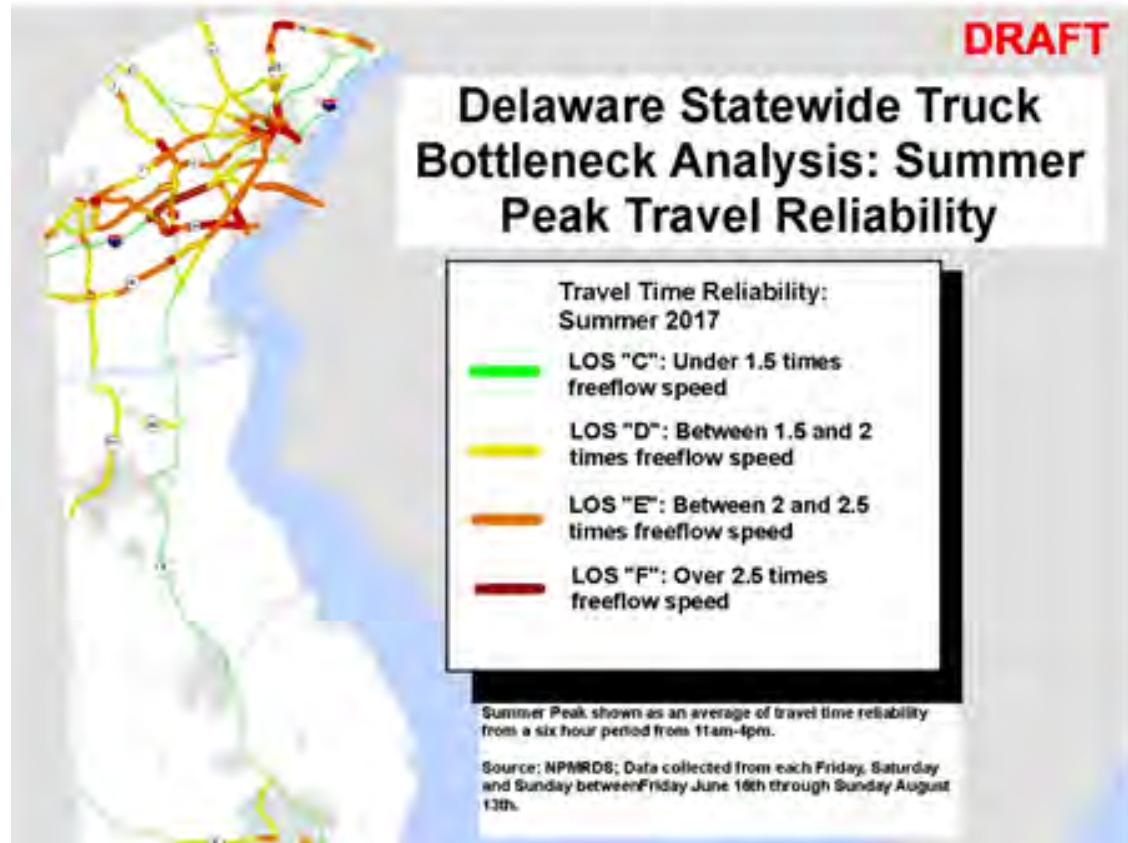 DRAFT
Delaware Statewide Truck
Bottleneck Analysis: Summer
Peak Travel Reliability
Travel Time Reliability:
Summer 2017
LOS "C": Under 1.5 times
freeflow speed
LOS "D": Between 1.5 and 2
times freeflow speed
LOS "E": Between 2 and 2.5
times freeflow speed
LOS "F": Over 2.5 times
freeflow speed
Summer Peak shown as an average of travel time reliability
from a six hour period from 11am-4pm.
Source: NPMRDS; Data collected from each Friday, Saturday
and Sunday betweenFriday June 16th through Sunday August
13th.